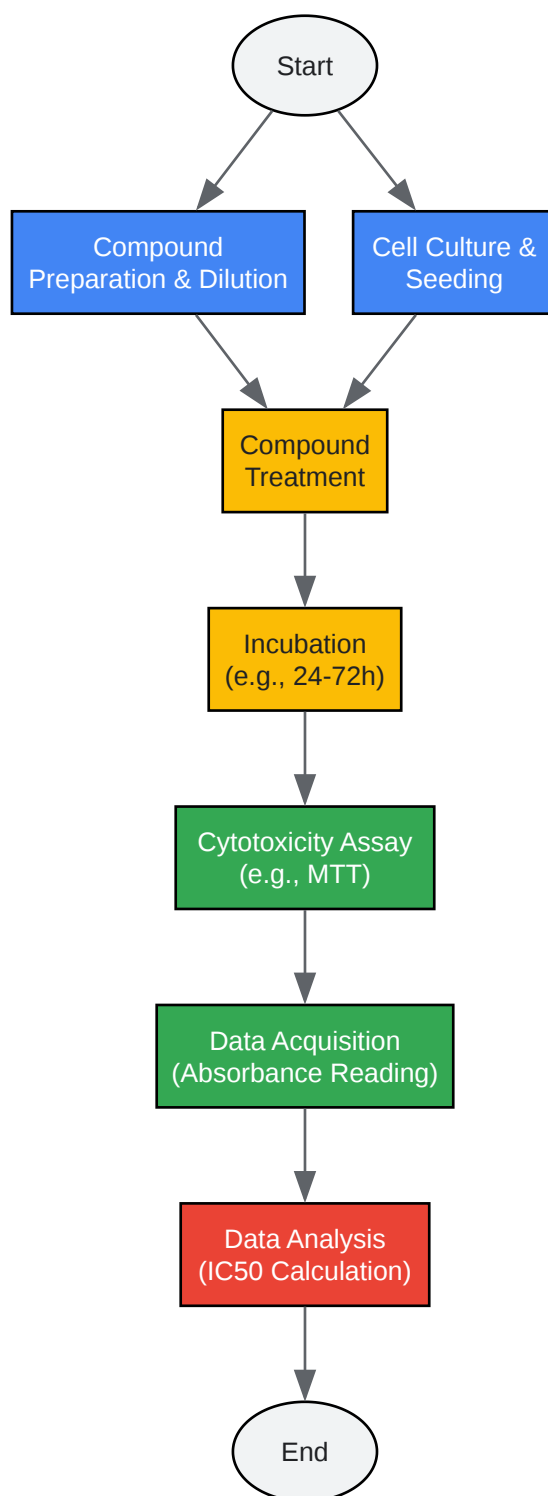 Start
Compound
Preparation & Dilution
Cell Culture &
Seeding
Compound
Treatment
Incubation
(e.g., 24-72h)
Cytotoxicity Assay
(e.g., MTT)
Data Acquisition
(Absorbance Reading)
Data Analysis
(IC50 Calculation)
End